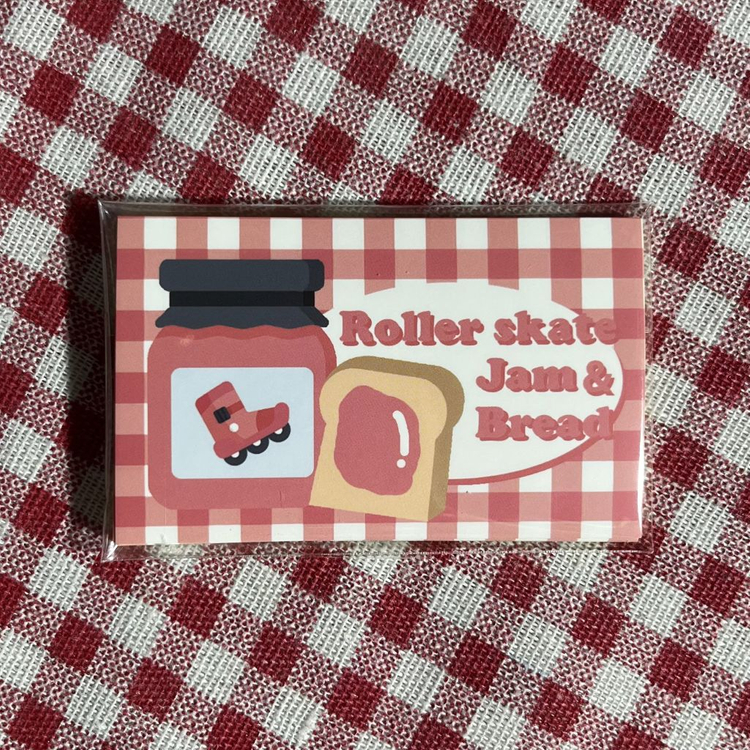 Roller skate
Jam &
Bread